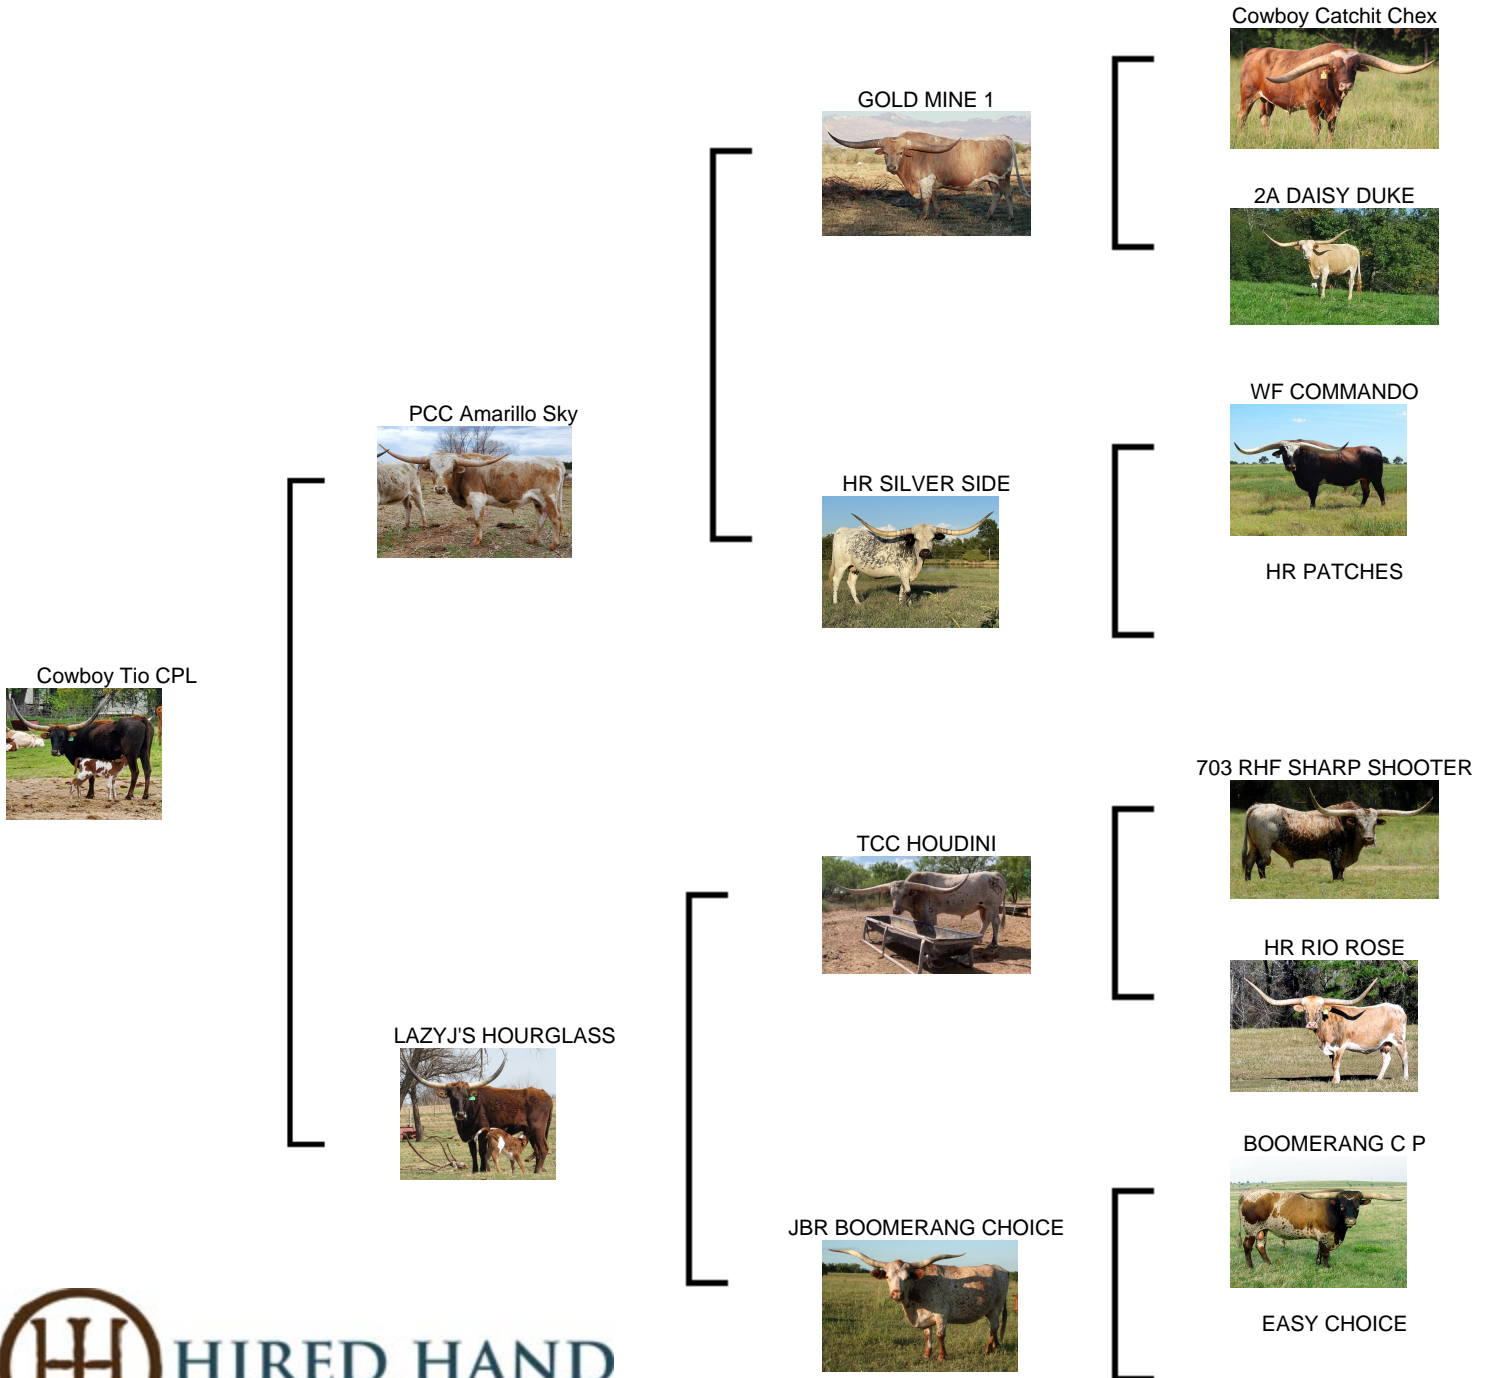 Cowboy Catchit Chex
GOLD MINE 1
2A DAISY DUKE
WF COMMANDO
PCC Amarillo Sky
HR SILVER SIDE
HR PATCHES
Cowboy Tio CPL
703 RHF SHARP SHOOTER
TCC HOUDINI
HR RIO ROSE
LAZYJ'S HOURGLASS
BOOMERANG C P
JBR BOOMERANG CHOICE
EASY CHOICE
HIRED HAND